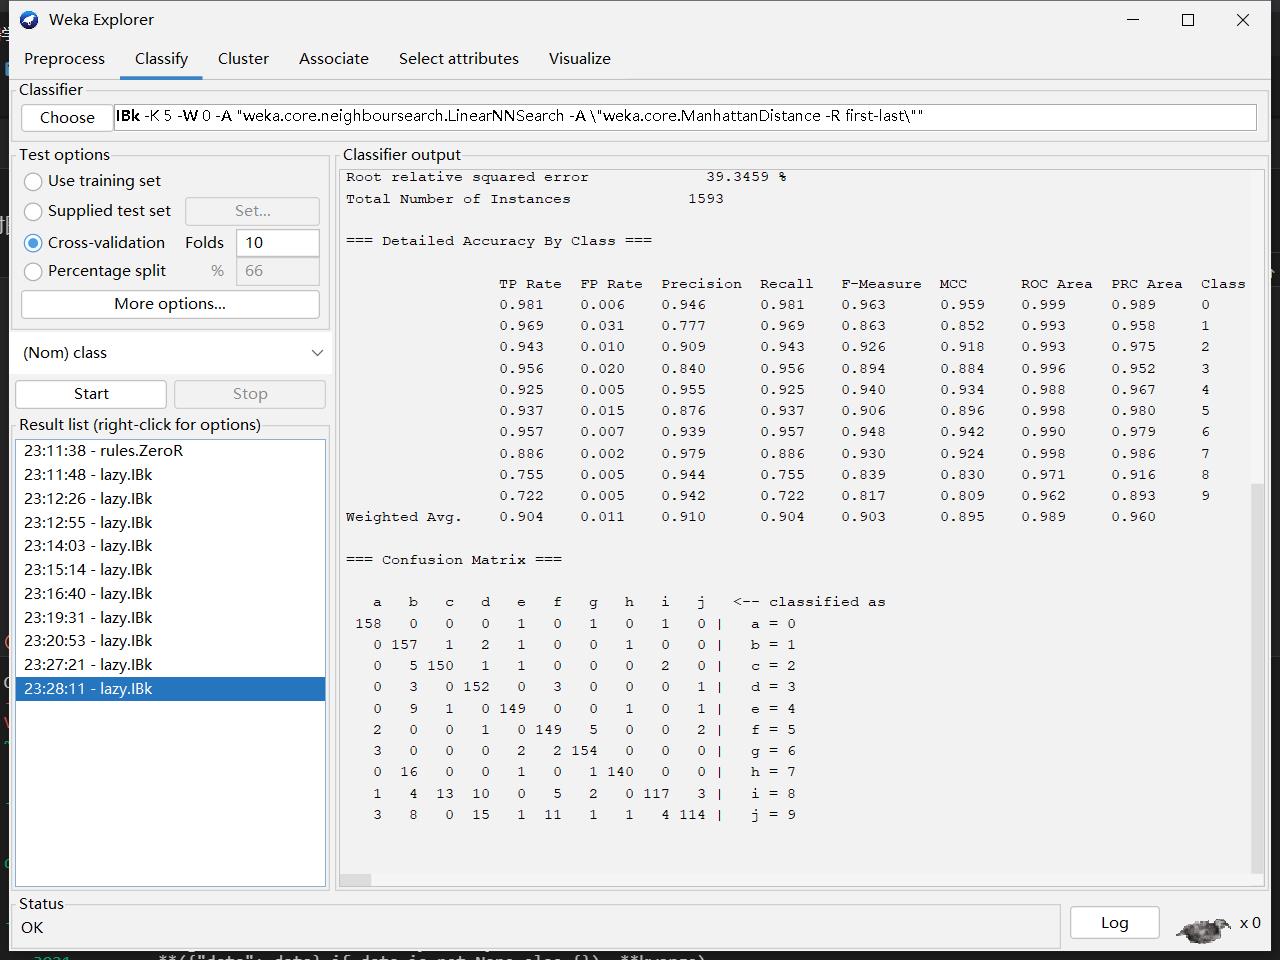 Weka Explorer
Preprocess Classify Cluster Associate Select attributes Visualize
Classifier
Choose IBk -K 5 -W 0 -A "weka.core.neighboursearch.LinearNNSearch -A \"weka.core.ManhattanDistance -R first-last\""
Test options
Use training set
Supplied test set Set...
Cross-validation Folds 10
Percentage split % 66
More options...
(Nom) class
Start Stop
Result list (right-click for options)
23:11:38 - rules.ZeroR
23:11:48 - lazy.IBk
23:12:26 - lazy.IBk
23:12:55 - lazy.IBk
23:14:03 - lazy.IBk
23:15:14 - lazy.IBk
23:16:40 - lazy.IBk
23:19:31 - lazy.IBk
23:20:53 - lazy.IBk
23:27:21 - lazy.IBk
23:28:11 - lazy.IBk
Classifier output
Root relative squared error 39.3459 %
Total Number of Instances 1593
=== Detailed Accuracy By Class ===
TP Rate FP Rate Precision Recall F-Measure MCC ROC Area PRC Area Class
0.981 0.006 0.946 0.981 0.963 0.959 0.999 0.989 0
0.969 0.031 0.777 0.969 0.863 0.852 0.993 0.958 1
0.943 0.010 0.909 0.943 0.926 0.918 0.993 0.975 2
0.956 0.020 0.840 0.956 0.894 0.884 0.996 0.952 3
0.925 0.005 0.955 0.925 0.940 0.934 0.988 0.967 4
0.937 0.015 0.876 0.937 0.906 0.896 0.998 0.980 5
0.957 0.007 0.939 0.957 0.948 0.942 0.990 0.979 6
0.886 0.002 0.979 0.886 0.930 0.924 0.998 0.986 7
0.755 0.005 0.944 0.755 0.839 0.830 0.971 0.916 8
0.722 0.005 0.942 0.722 0.817 0.809 0.962 0.893 9
Weighted Avg. 0.904 0.011 0.910 0.904 0.903 0.895 0.989 0.960
=== Confusion Matrix ===
a b c d e f g h i j <-- classified as
158 0 0 0 1 0 1 0 1 0 | a = 0
0 157 1 2 1 0 0 1 0 0 | b = 1
0 5 150 1 1 0 0 0 2 0 | c = 2
0 3 0 152 0 3 0 0 0 1 | d = 3
0 9 1 0 149 0 0 1 0 1 | e = 4
2 0 0 1 0 149 5 0 0 2 | f = 5
3 0 0 0 2 2 154 0 0 0 | g = 6
0 16 0 0 1 0 1 140 0 0 | h = 7
1 4 13 10 0 5 2 0 117 3 | i = 8
3 8 0 15 1 11 1 1 4 114 | j = 9
Status
OK
Log x 0